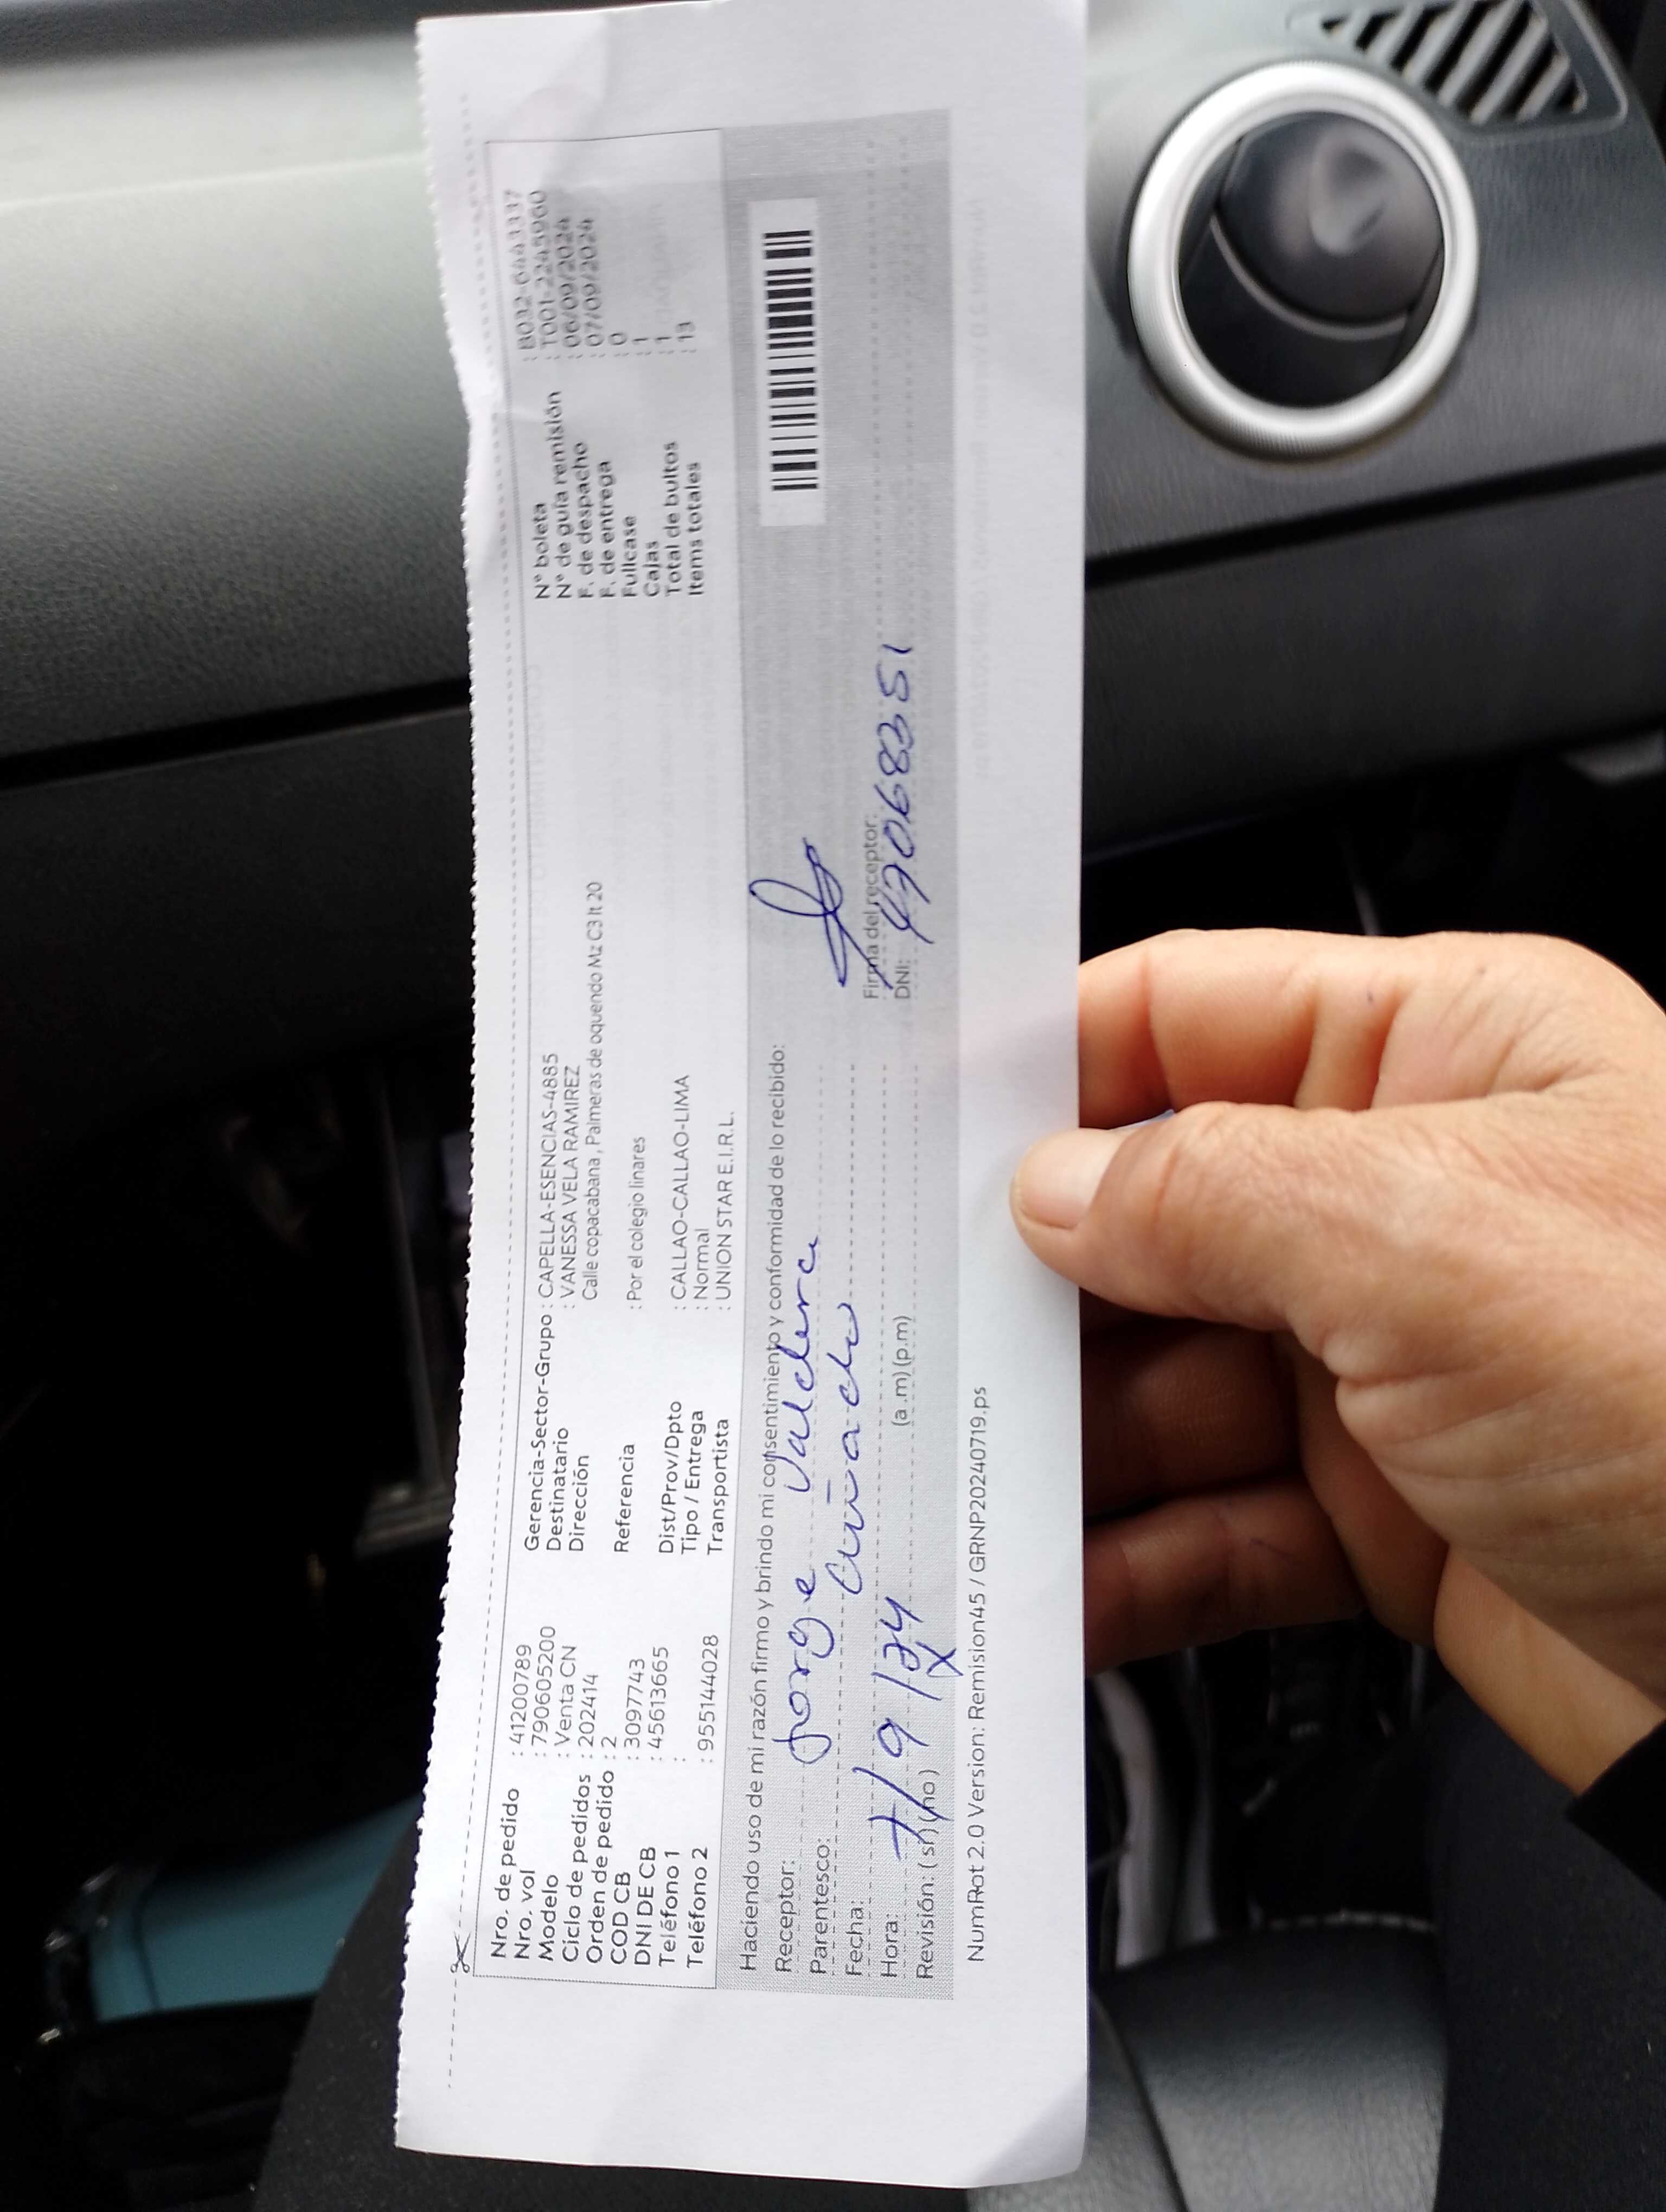 Nro. de pedido : 41200789
Nro. vol : 790605200
Modelo : Venta CN
Ciclo de pedidos : 202414
Orden de pedido : 2
COD CB : 3097743
DNI DE CB : 45613665
Teléfono 1 :
Teléfono 2 : 955144028
Gerencia-Sector-Grupo : CAPELLA-ESENCIAS-4885
Destinatario : VANESSA VELA RAMIREZ
Dirección Calle copacabana , Palmeras de oquendo Mz C3 lt 20
Referencia : Por el colegio linares
Dist/Prov/Dpto : CALLAO-CALLAO-LIMA
Tipo / Entrega : Normal
Transportista : UNION STAR E.I.R.L.
N° boleta
N° de guía remisión : T001-2245960
F. de despacho : 06/09/2024
F. de entrega : 07/09/2024
Fullcase : 0
Cajas : 1
Total de bultos : 1
Items totales : 13
Haciendo uso de mi razón firmo y brindo mi consentimiento y conformidad de lo recibido:
Receptor: Jorge Valdera
Parentesco: Cuñado
Fecha: 7/9/24
Hora: (a.m)(p.m)
Revisión: ( si ) ( no ) X
Firma del receptor:
DNI: 47068351
NumRot 2.0 Version: Remision45 / GRNP20240719.ps